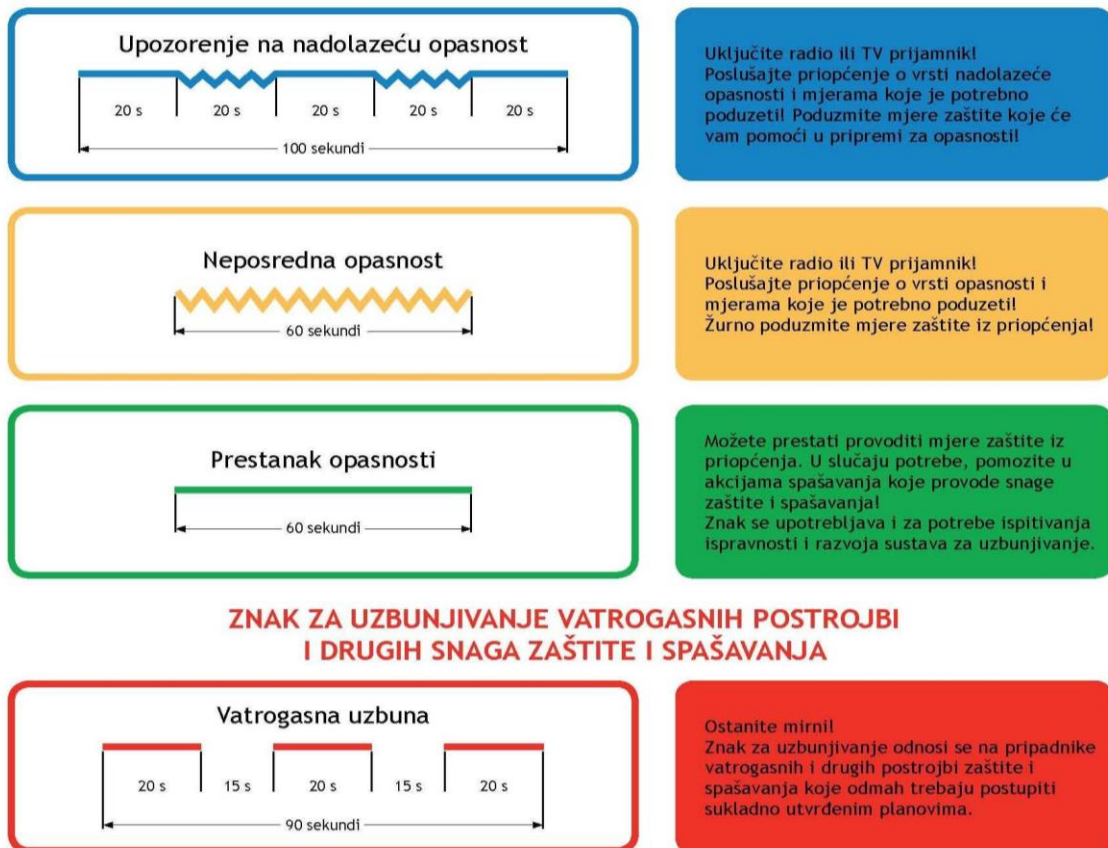 Upozorenje na nadolazeću opasnost
20 s 20 s 20 s 20 s 20 s
100 sekundi
Uključite radio ili TV prijamnik!
Poslušajte priopćenje o vrsti nadolazeće
opasnosti i mjerama koje je potrebno
poduzeti! Poduzmite mjere zaštite koje će
vam pomoći u pripremi za opasnosti!
Neposredna opasnost
60 sekundi
Uključite radio ili TV prijamnik!
Poslušajte priopćenje o vrsti opasnosti i
mjerama koje je potrebno poduzeti!
Žurno poduzmite mjere zaštite iz priopćenja!
Prestanak opasnosti
60 sekundi
Možete prestati provoditi mjere zaštite iz
priopćenja. U slučaju potrebe, pomozite u
akcijama spašavanja koje provode snage
zaštite i spašavanja!
Znak se upotrebljava i za potrebe ispitivanja
ispravnosti i razvoja sustava za uzbunjivanje.
ZNAK ZA UZBUNJIVANJE VATROGASNIH POSTROJBI
I DRUGIH SNAGA ZAŠTITE I SPAŠAVANJA
Vatrogasna uzbuna
20 s 15 s 20 s 15 s 20 s
90 sekundi
Ostanite mirni!
Znak za uzbunjivanje odnosi se na pripadnike
vatrogasnih i drugih postrojbi zaštite i
spašavanja koje odmah trebaju postupiti
sukladno utvrđenim planovima.